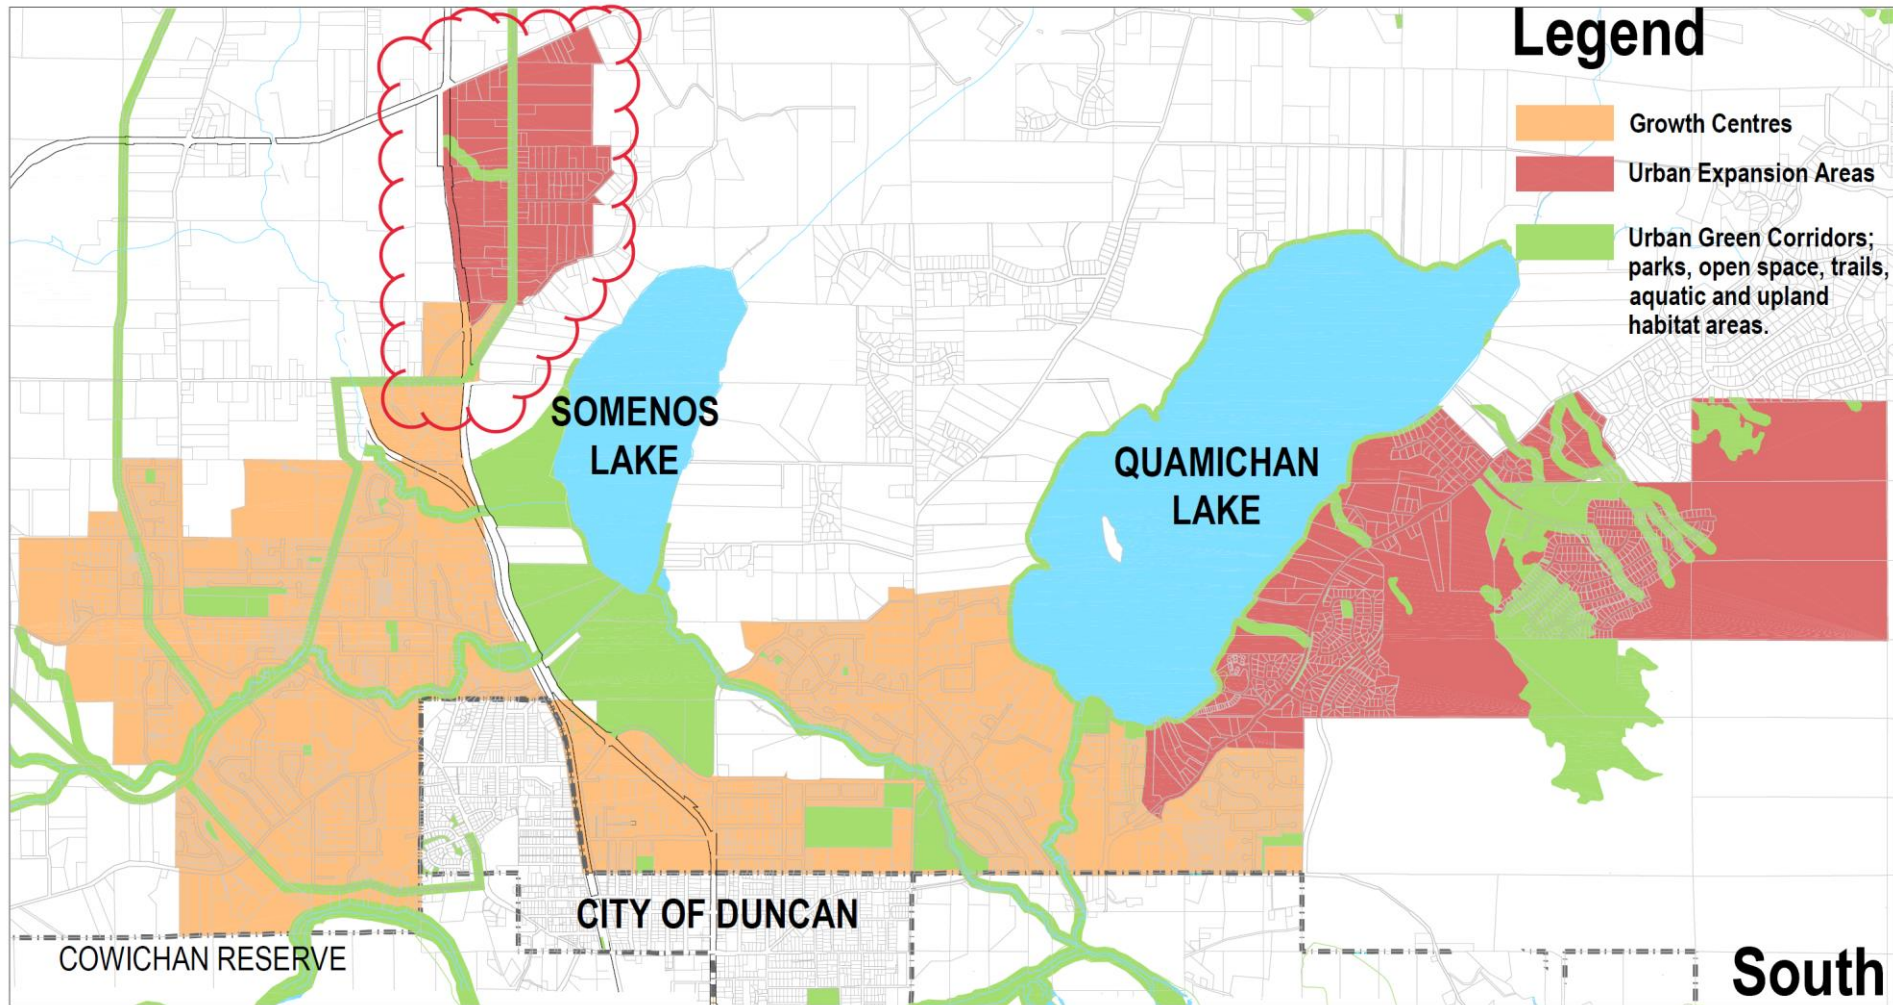 Legend
Growth Centres
Urban Expansion Areas
Urban Green Corridors;
parks, open space, trails,
aquatic and upland
habitat areas.
SOMENOS
LAKE
QUAMICHAN
LAKE
CITY OF DUNCAN
COWICHAN RESERVE
South